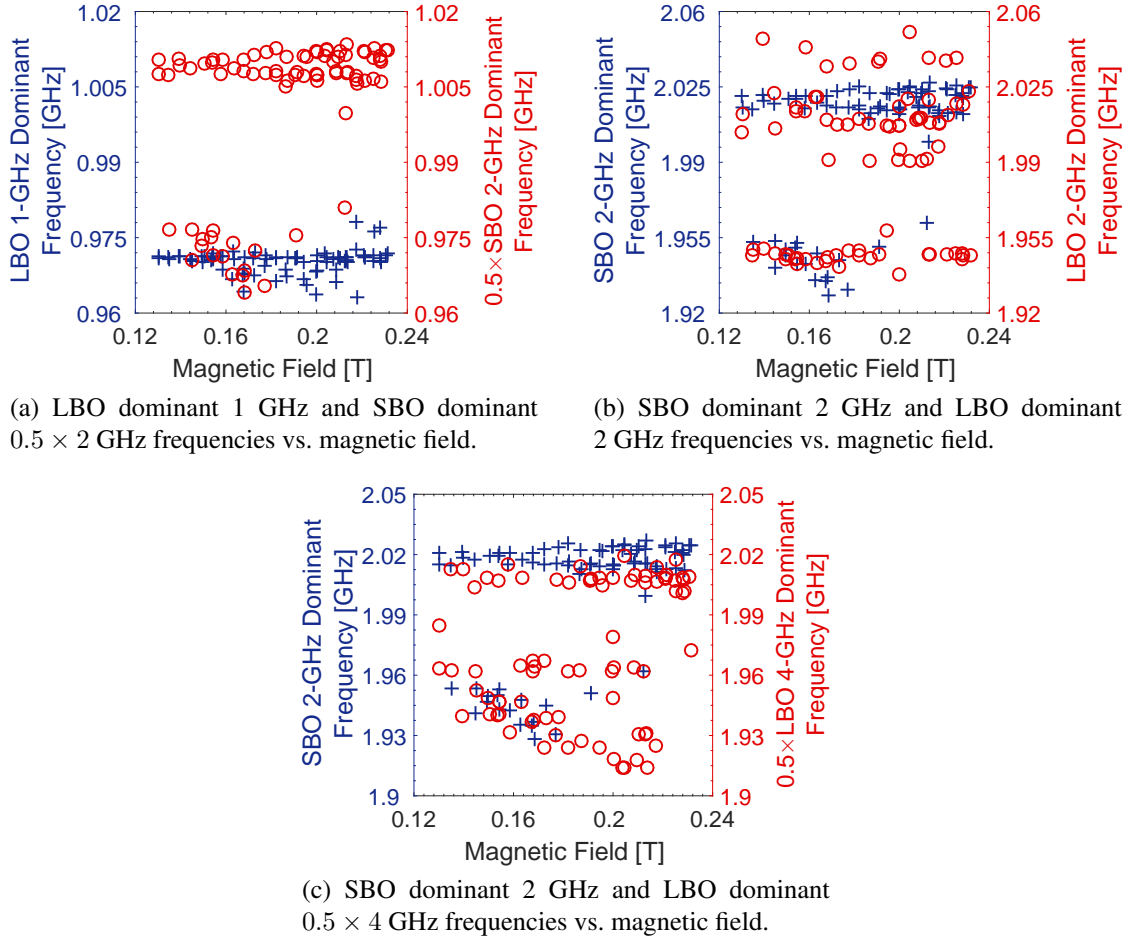 LBO 1-GHz Dominant
Frequency [GHz]
1.02
1.005
0.99
0.975
0.96
1.02
1.005
0.99
0.975
0.96
0.5×SBO 2-GHz Dominant
Frequency [GHz]
0.12
0.16
0.2
0.24
Magnetic Field [T]
(a) LBO dominant 1 GHz and SBO dominant
0.5 × 2 GHz frequencies vs. magnetic field.
SBO 2-GHz Dominant
Frequency [GHz]
2.06
2.025
1.99
1.955
1.92
2.06
2.025
1.99
1.955
1.92
LBO 2-GHz Dominant
Frequency [GHz]
0.12
0.16
0.2
0.24
Magnetic Field [T]
(b) SBO dominant 2 GHz and LBO dominant
2 GHz frequencies vs. magnetic field.
SBO 2-GHz Dominant
Frequency [GHz]
2.05
2.02
1.99
1.96
1.93
1.9
2.05
2.02
1.99
1.96
1.93
1.9
0.5×LBO 4-GHz Dominant
Frequency [GHz]
0.12
0.16
0.2
0.24
Magnetic Field [T]
(c) SBO dominant 2 GHz and LBO dominant
0.5 × 4 GHz frequencies vs. magnetic field.